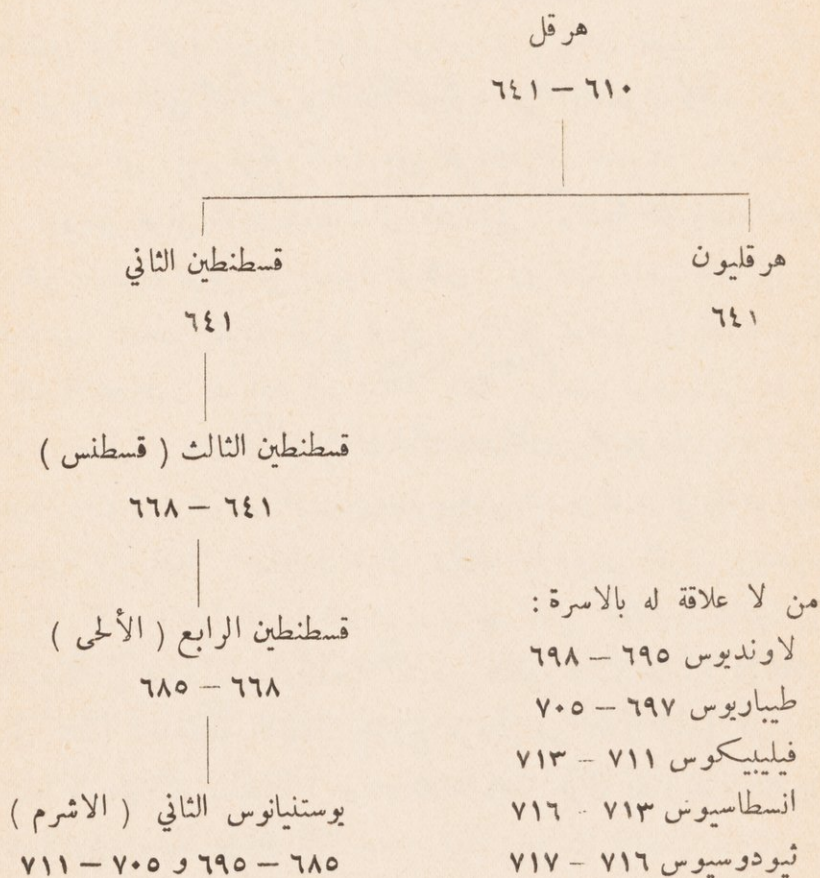 هرقل
٦١٠ – ٦٤١
هرقليون
٦٤١
قسطنطين الثاني
٦٤١
قسطنطين الثالث ( قسطنس )
٦٤١ – ٦٦٨
قسطنطين الرابع ( الألحى )
٦٦٨ – ٦٨٥
يوستنيانوس الثاني ( الاشرم )
٦٨٥ – ٦٩٥ و ٧٠٥ – ٧١١
من لا علاقة له بالاسرة :
لاونديوس ٦٩٥ – ٦٩٨
طيباريوس ٦٩٧ – ٧٠٥
فيليبيكوس ٧١١ – ٧١٣
انسطاسيوس ٧١٣ – ٧١٦
ثيودوسيوس ٧١٦ – ٧١٧